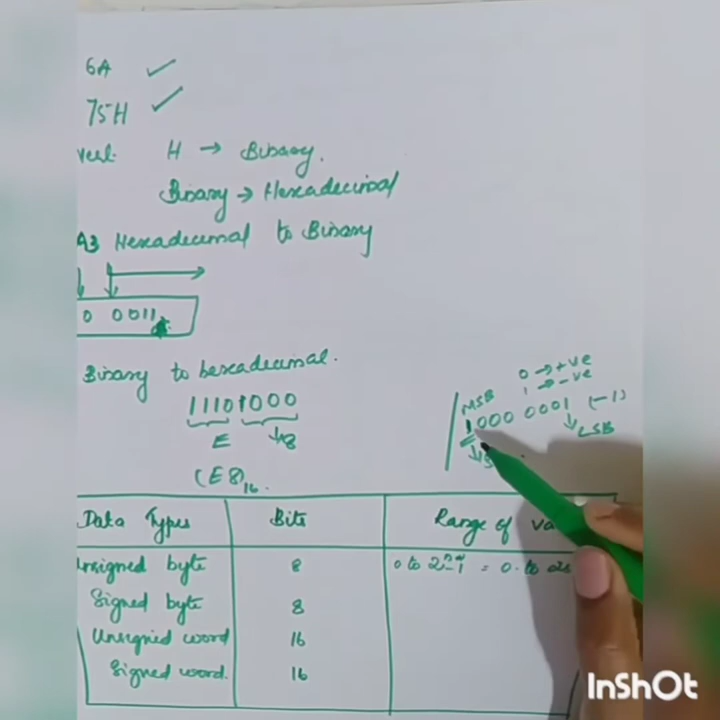 6A
75H
H → Binary.
Binary → Hexadecimal
A3 Hexadecimal to Binary
0 0011
Binary to hexadecimal.
11101000
E 8
(E8)16
0 → +ve
1 → -ve
MSB
1000 0001 (-1)
LSB
Data Types Bits Range of va
Unsigned byte 8 0 to 2 -1 = 0 to
Signed byte 8
Unsigned word 16
Signed word. 16
InShOt